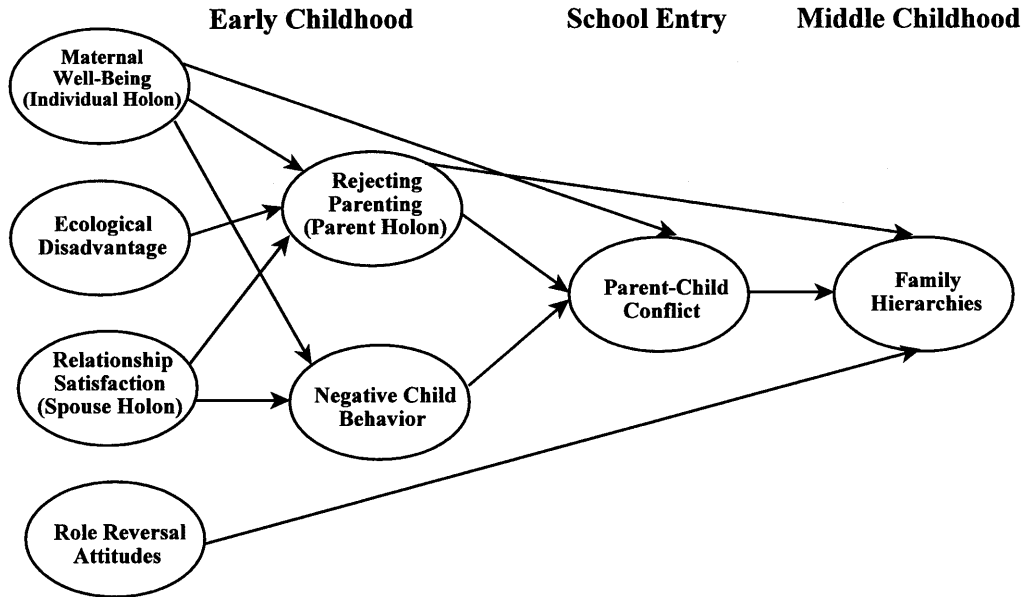 Early Childhood
School Entry
Middle Childhood
Maternal
Well-Being
(Individual Holon)
Ecological
Disadvantage
Relationship
Satisfaction
(Spouse Holon)
Role Reversal
Attitudes
Rejecting
Parenting
(Parent Holon)
Negative Child
Behavior
Parent-Child
Conflict
Family
Hierarchies